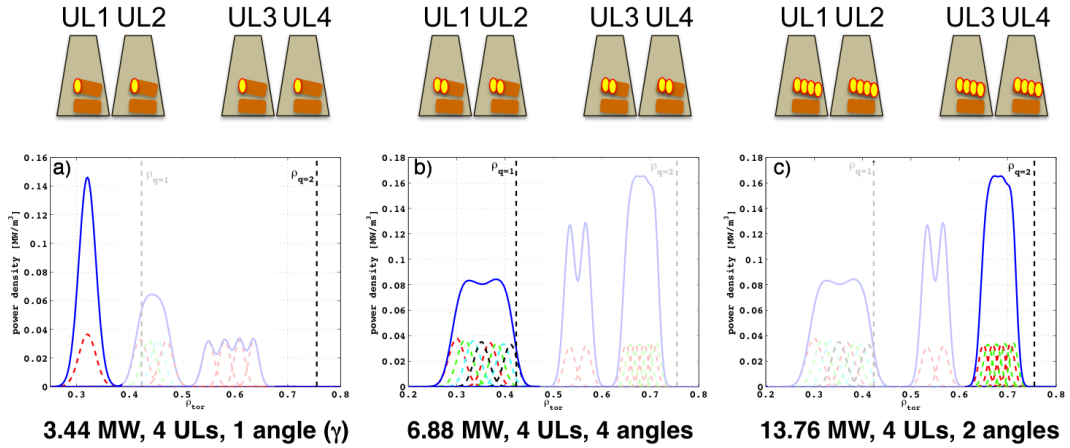 UL1 UL2 UL3 UL4
UL1 UL2 UL3 UL4
UL1 UL2 UL3 UL4
a)
power density [MW/m³]
0.16
0.14
0.12
0.1
0.08
0.06
0.04
0.02
0
ρq=1
ρq=2
0.3 0.4 0.5 0.6 0.7 0.8
ρtor
3.44 MW, 4 ULs, 1 angle (γ)
b)
power density [MW/m³]
0.18
0.16
0.14
0.12
0.1
0.08
0.06
0.04
0.02
0
ρq=1
ρq=2
0.2 0.3 0.4 0.5 0.6 0.7 0.8
ρtor
6.88 MW, 4 ULs, 4 angles
c)
power density [MW/m³]
0.18
0.16
0.14
0.12
0.1
0.08
0.06
0.04
0.02
0
ρq=1
ρq=2
0.2 0.3 0.4 0.5 0.6 0.7 0.8
ρtor
13.76 MW, 4 ULs, 2 angles